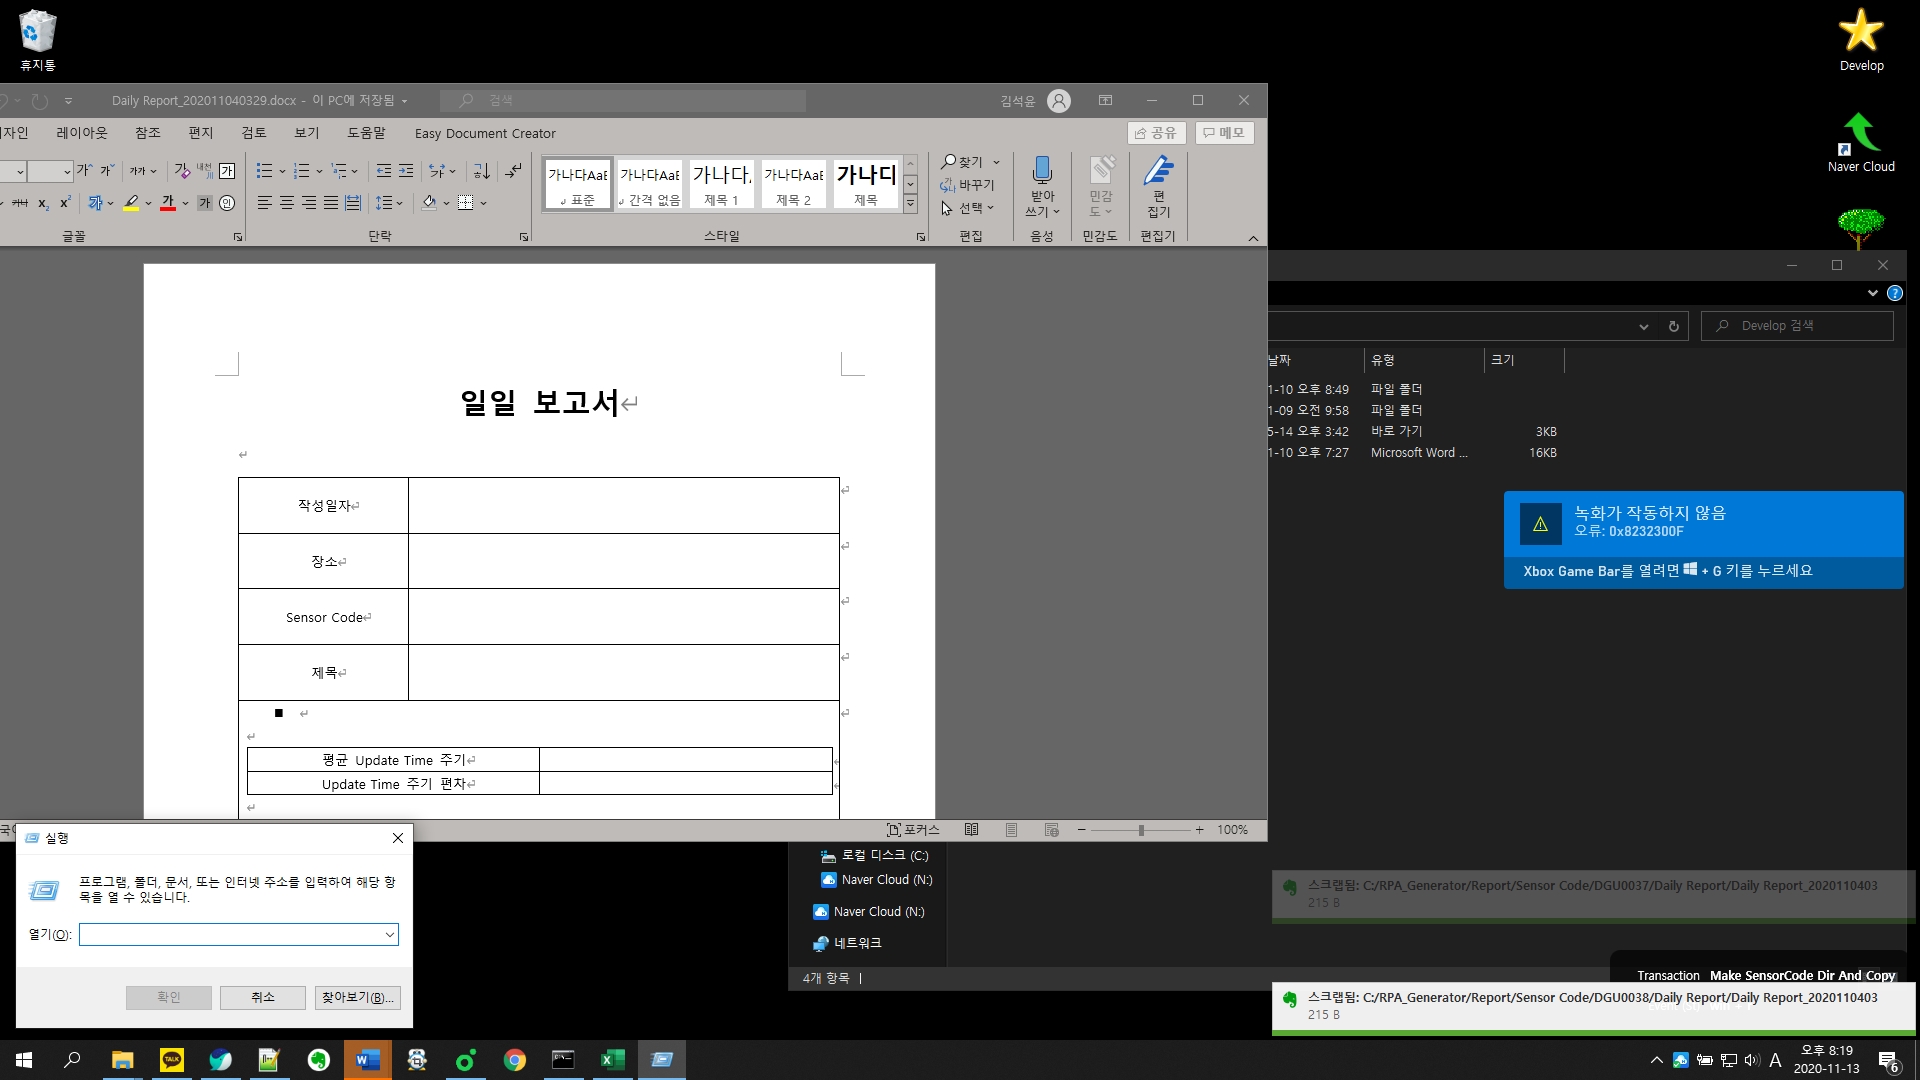 휴지통
Develop
Naver Cloud
Daily Report_202011040329.docx - 이 PC에 저장됨
검색
김석윤
자인 레이아웃 참조 편지 검토 보기 도움말 Easy Document Creator
공유
메모
가나다AaB
표준
가나다AaB
간격 없음
가나다,
제목 1
가나다AaB
제목 2
가나다
제목
찾기
바꾸기
선택
받아
쓰기
민감
도
편
집기
글꼴
단락
스타일
편집
음성
민감도
편집기
일일 보고서
작성일자
장소
Sensor Code
제목
평균 Update Time 주기
Update Time 주기 편차
포커스
100%
Develop 검색
날짜 유형 크기
1-10 오후 8:49 파일 폴더
1-09 오전 9:58 파일 폴더
5-14 오후 3:42 바로 가기 3KB
1-10 오후 7:27 Microsoft Word ... 16KB
녹화가 작동하지 않음
오류: 0x8232300F
Xbox Game Bar를 열려면 + G 키를 누르세요
로컬 디스크 (C:)
Naver Cloud (N:)
Naver Cloud (N:)
네트워크
4개 항목
실행
프로그램, 폴더, 문서, 또는 인터넷 주소를 입력하여 해당 항
목을 열 수 있습니다.
열기(O):
확인
취소
찾아보기(B)...
스크랩됨: C:/RPA_Generator/Report/Sensor Code/DGU0037/Daily Report/Daily Report_2020110403
215 B
Transaction Make SensorCode Dir And Copy
스크랩됨: C:/RPA_Generator/Report/Sensor Code/DGU0038/Daily Report/Daily Report_2020110403
215 B
TALK
A
오후 8:19
2020-11-13
6